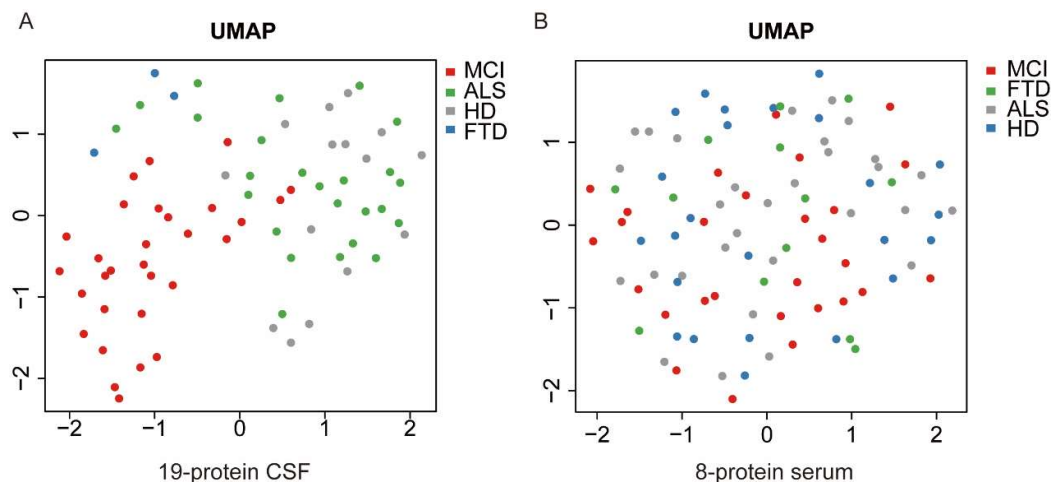 A
UMAP
1
0
−1
−2
−2
−1
0
1
2
19-protein CSF
MCI
ALS
HD
FTD
B
UMAP
1
0
−1
−2
−2
−1
0
1
2
8-protein serum
MCI
FTD
ALS
HD